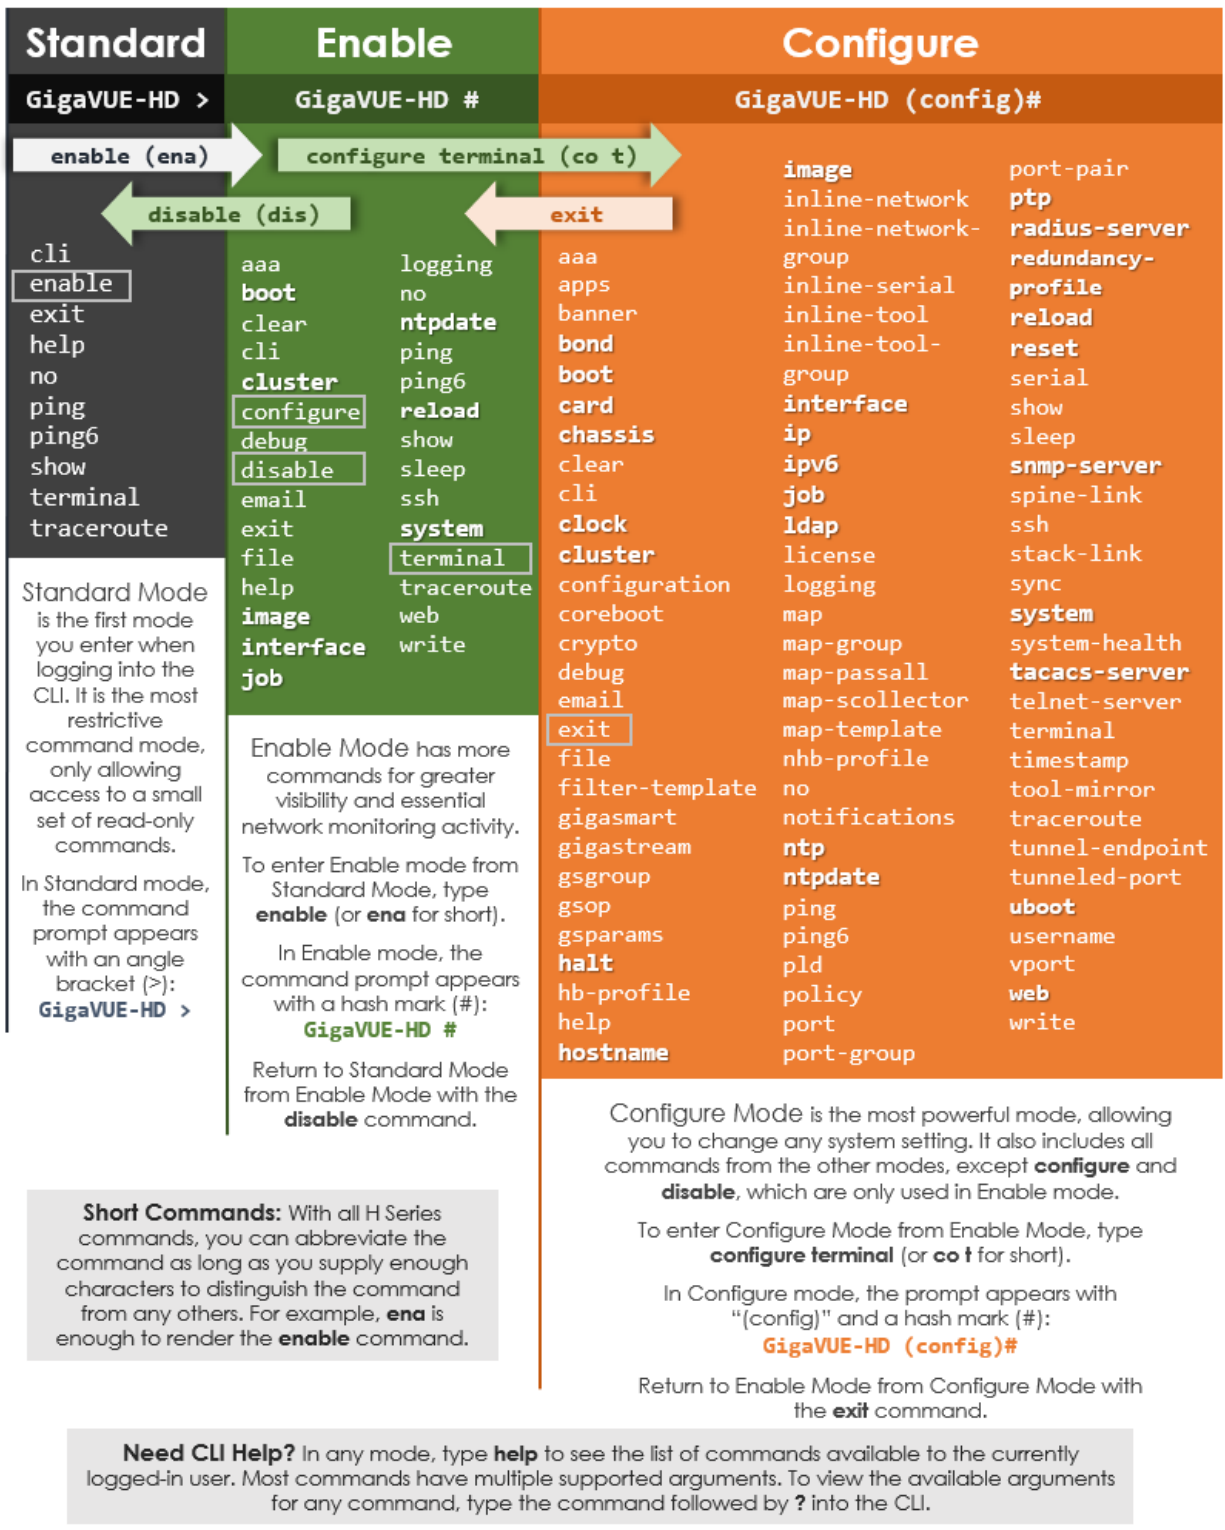 Standard
GigaVUE-HD >
enable (ena)
disable (dis)
cli
enable
exit
help
no
ping
ping6
show
terminal
traceroute
Standard Mode
is the first mode
you enter when
logging into the
CLI. It is the most
restrictive
command mode,
only allowing
access to a small
set of read-only
commands.
In Standard mode,
the command
prompt appears
with an angle
bracket (>):
GigaVUE-HD >
Enable
GigaVUE-HD #
configure terminal (co t)
exit
aaa
boot
clear
cli
cluster
configure
debug
disable
email
exit
file
help
image
interface
job
logging
no
ntpdate
ping
ping6
reload
show
sleep
ssh
system
terminal
traceroute
web
write
Enable Mode has more
commands for greater
visibility and essential
network monitoring activity.
To enter Enable mode from
Standard Mode, type
enable (or ena for short).
In Enable mode, the
command prompt appears
with a hash mark (#):
GigaVUE-HD #
Return to Standard Mode
from Enable Mode with the
disable command.
Configure
GigaVUE-HD (config)#
aaa
apps
banner
bond
boot
card
chassis
clear
cli
clock
cluster
configuration
coreboot
crypto
debug
email
exit
file
filter-template
gigasmart
gigastream
gsgroup
gsop
gsparams
halt
hb-profile
help
hostname
image
inline-network
inline-network-
group
inline-serial
inline-tool
inline-tool-
group
interface
ip
ipv6
job
ldap
license
logging
map
map-group
map-passall
map-scollector
map-template
nhb-profile
no
notifications
ntp
ntpdate
ping
ping6
pld
policy
port
port-group
port-pair
ptp
radius-server
redundancy-
profile
reload
reset
serial
show
sleep
snmp-server
spine-link
ssh
stack-link
sync
system
system-health
tacacs-server
telnet-server
terminal
timestamp
tool-mirror
traceroute
tunnel-endpoint
tunneled-port
uboot
username
vport
web
write
Configure Mode is the most powerful mode, allowing
you to change any system setting. It also includes all
commands from the other modes, except configure and
disable, which are only used in Enable mode.
To enter Configure Mode from Enable Mode, type
configure terminal (or co t for short).
In Configure mode, the prompt appears with
“(config)” and a hash mark (#):
GigaVUE-HD (config)#
Return to Enable Mode from Configure Mode with
the exit command.
Short Commands: With all H Series
commands, you can abbreviate the
command as long as you supply enough
characters to distinguish the command
from any others. For example, ena is
enough to render the enable command.
Need CLI Help? In any mode, type help to see the list of commands available to the currently
logged-in user. Most commands have multiple supported arguments. To view the available arguments
for any command, type the command followed by ? into the CLI.